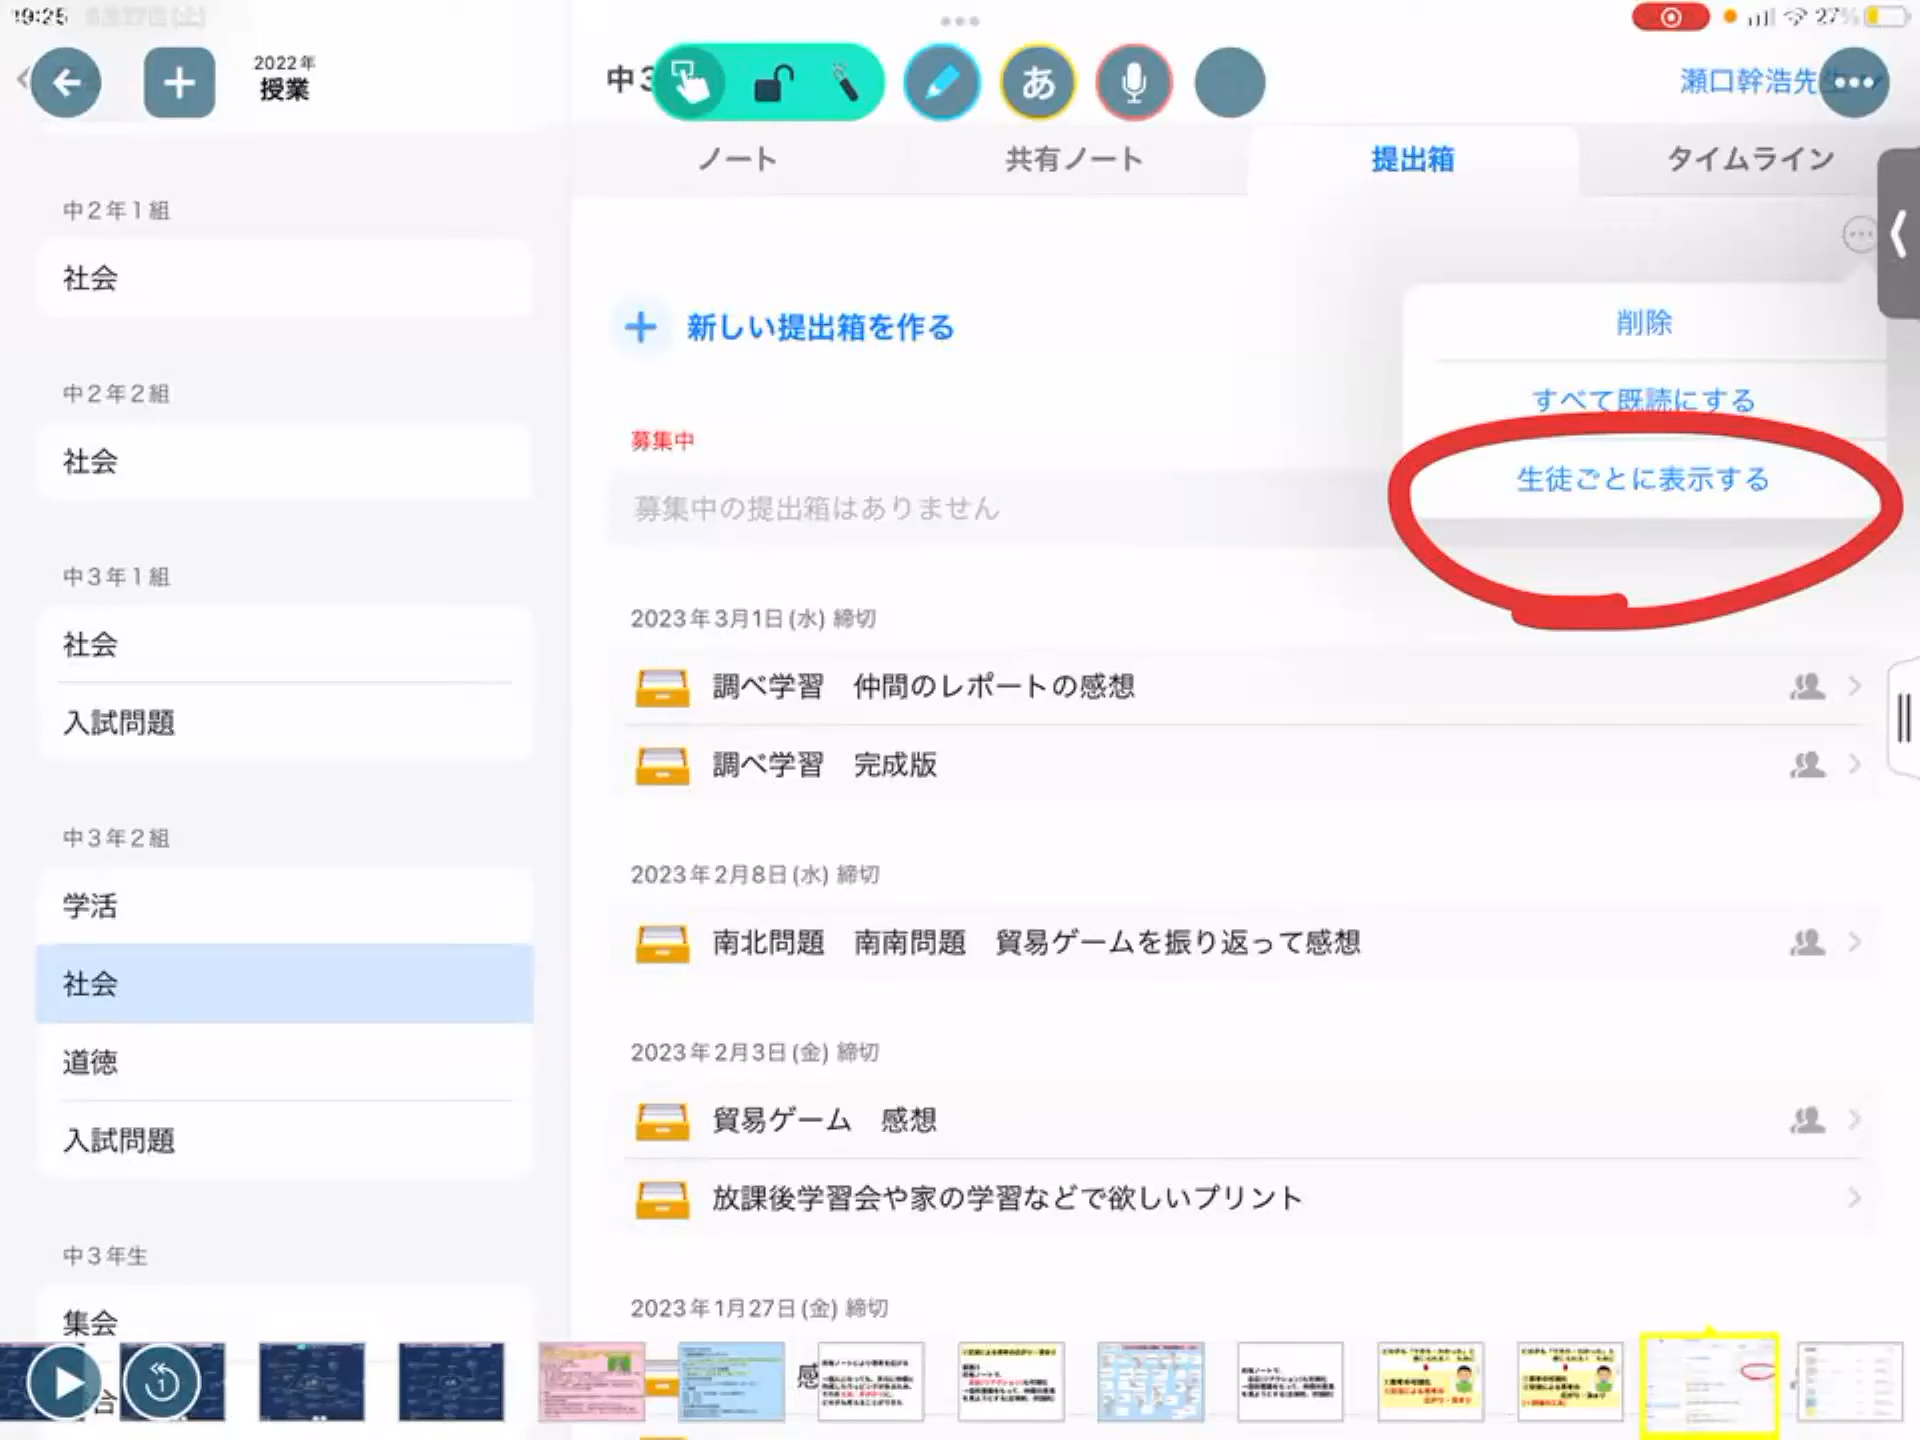 19:25
27%
2022年
授業
中3
あ
瀬口幹浩先生
ノート
共有ノート
提出箱
タイムライン
中2年1組
社会
中2年2組
社会
中3年1組
社会
入試問題
中3年2組
学活
社会
道徳
入試問題
中3年生
集会
新しい提出箱を作る
削除
すべて既読にする
生徒ごとに表示する
募集中
募集中の提出箱はありません
2023年3月1日(水) 締切
調べ学習　仲間のレポートの感想
調べ学習　完成版
2023年2月8日(水) 締切
南北問題　南南問題　貿易ゲームを振り返って感想
2023年2月3日(金) 締切
貿易ゲーム　感想
放課後学習会や家の学習などで欲しいプリント
2023年1月27日(金) 締切